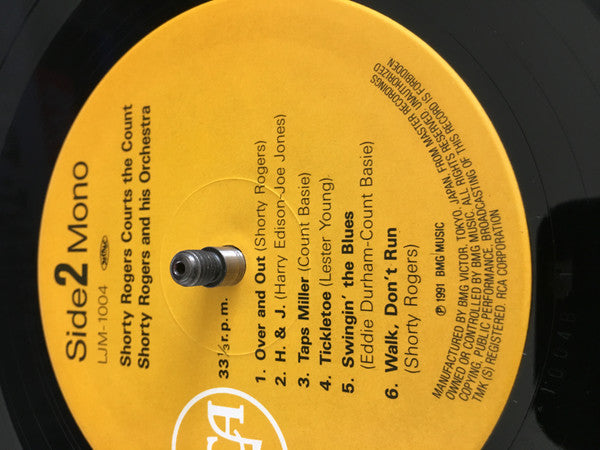 Side 2 Mono
LJM-1004
Shorty Rogers Courts the Count
Shorty Rogers and his Orchestra
33⅓ r.p.m.
1. Over and Out (Shorty Rogers)
2. H. & J. (Harry Edison-Joe Jones)
3. Taps Miller (Count Basie)
4. Tickletoe (Lester Young)
5. Swingin' the Blues
(Eddie Durham-Count Basie)
6. Walk, Don't Run
(Shorty Rogers)
℗ 1991 BMG MUSIC
MANUFACTURED BY BMG VICTOR, TOKYO, JAPAN. FROM MASTER RECORDINGS
OWNED OR CONTROLLED BY BMG MUSIC. ALL RIGHTS RESERVED UNAUTHORIZED
COPYING, PUBLIC PERFORMANCE, BROADCASTING OF THIS RECORD IS FORBIDDEN
TMK (S) REGISTERED. RCA CORPORATION